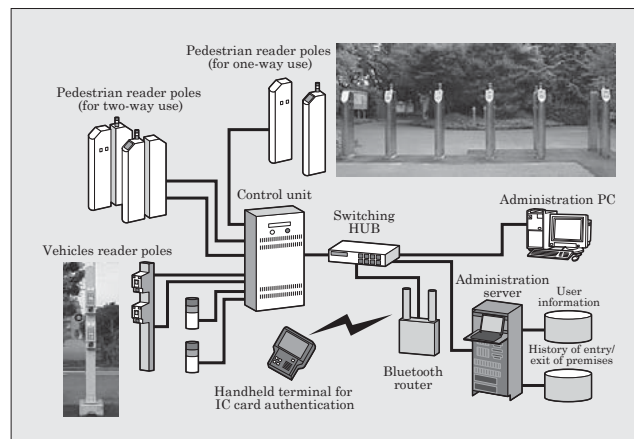 Pedestrian reader poles
(for one-way use)
Pedestrian reader poles
(for two-way use)
Control unit
Switching
HUB
Administration PC
Vehicles reader poles
Administration
server
User
information
History of entry/
exit of premises
Bluetooth
router
Handheld terminal for
IC card authentication